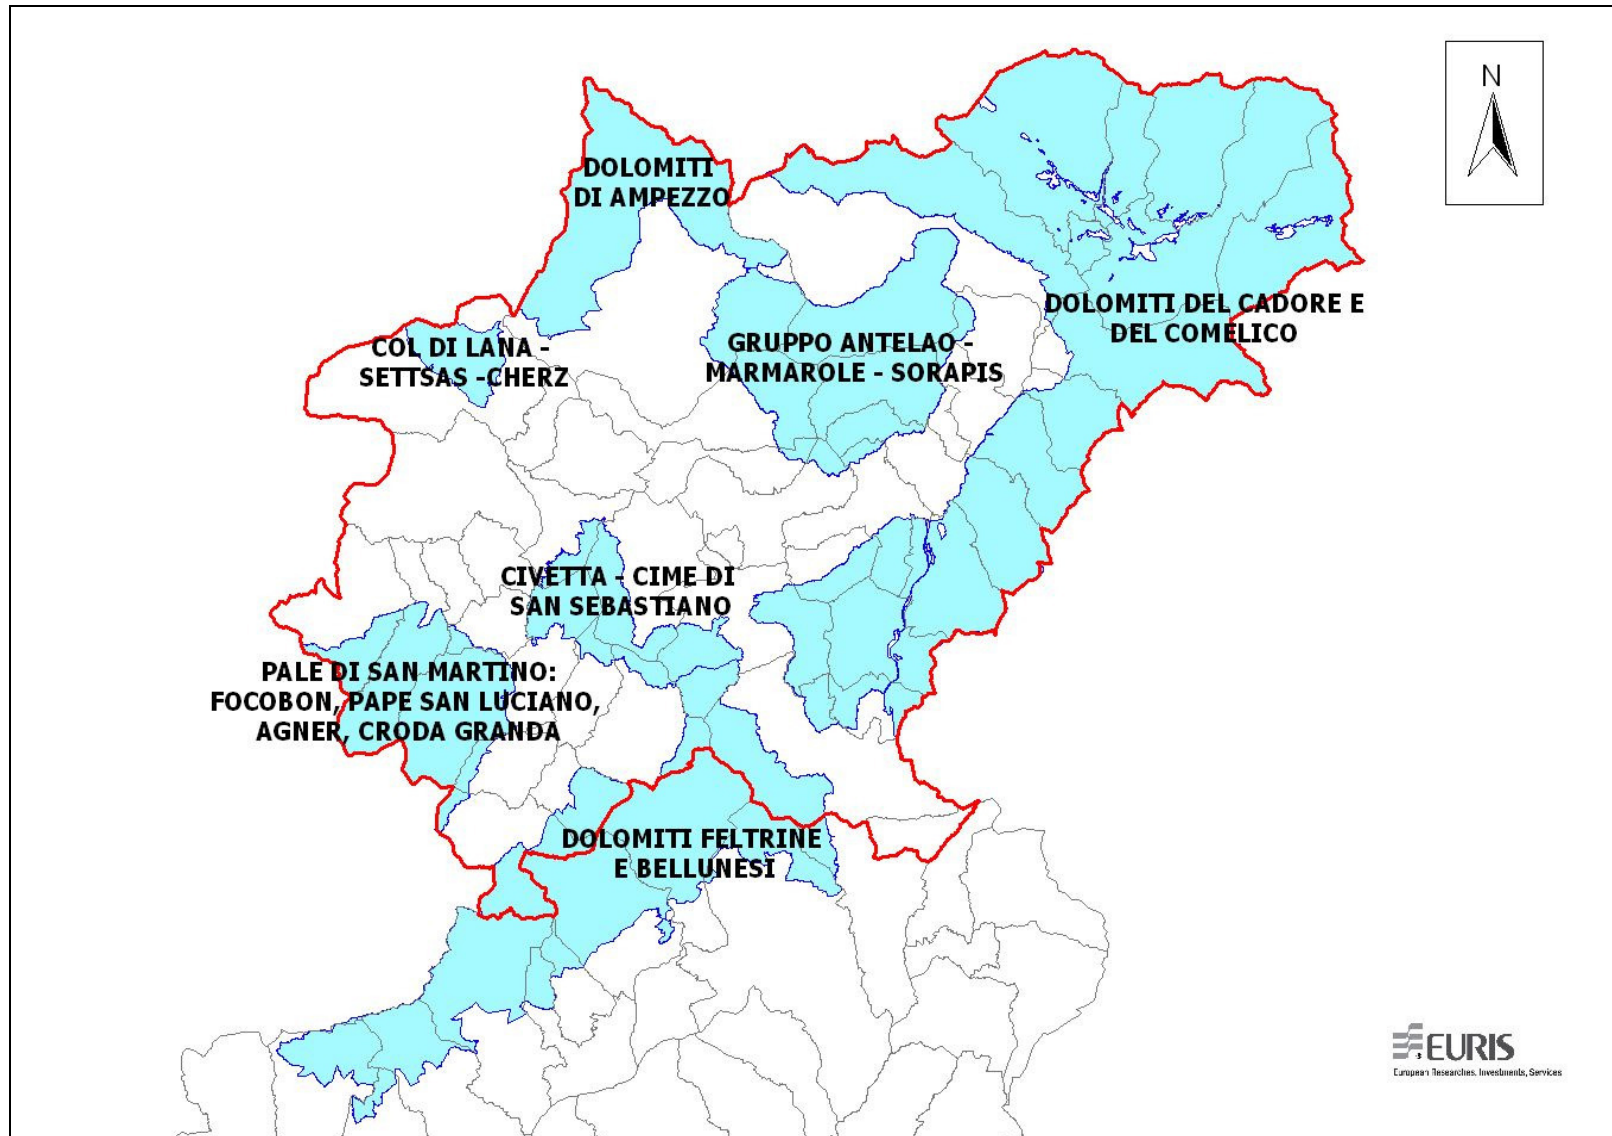 N
DOLOMITI
DI AMPEZZO
DOLOMITI DEL CADORE E
DEL COMELICO
COL DI LANA -
SETTSAS -CHERZ
GRUPPO ANTELAO -
MARMAROLE - SORAPIS
CIVETTA - CIME DI
SAN SEBASTIANO
PALE DI SAN MARTINO:
FOCOBON, PAPE SAN LUCIANO,
AGNER, CRODA GRANDA
DOLOMITI FELTRINE
E BELLUNESI
EURIS
European Researches, Investments, Services